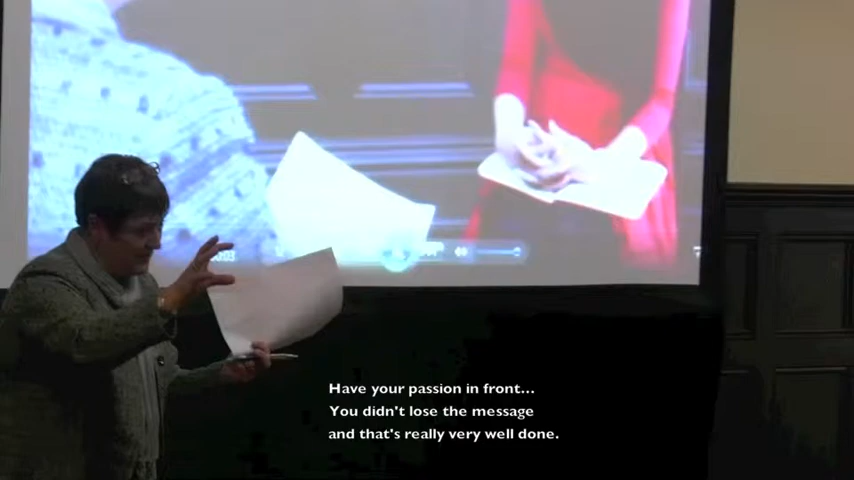 Have your passion in front...
You didn't lose the message
and that's really very well done.